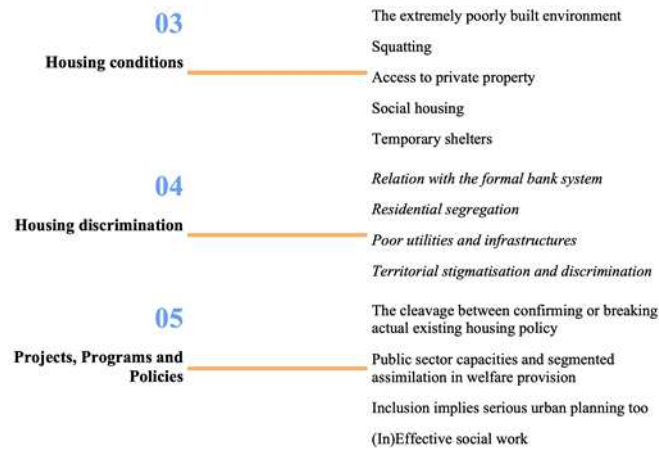 03
Housing conditions
The extremely poorly built environment
Squatting
Access to private property
Social housing
Temporary shelters
04
Housing discrimination
Relation with the formal bank system
Residential segregation
Poor utilities and infrastructures
Territorial stigmatisation and discrimination
05
Projects, Programs and
Policies
The cleavage between confirming or breaking
actual existing housing policy
Public sector capacities and segmented
assimilation in welfare provision
Inclusion implies serious urban planning too
(In)Effective social work